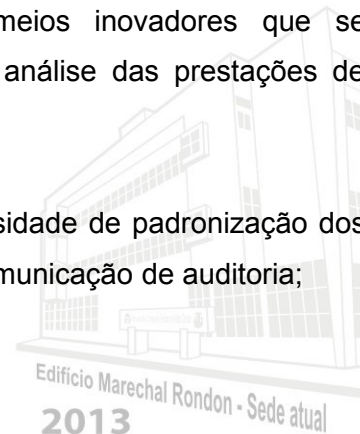 meios inovadores que se
análise das prestações de
sidade de padronização dos
municação de auditoria;
Edifício Marechal Rondon - Sede atual
2013